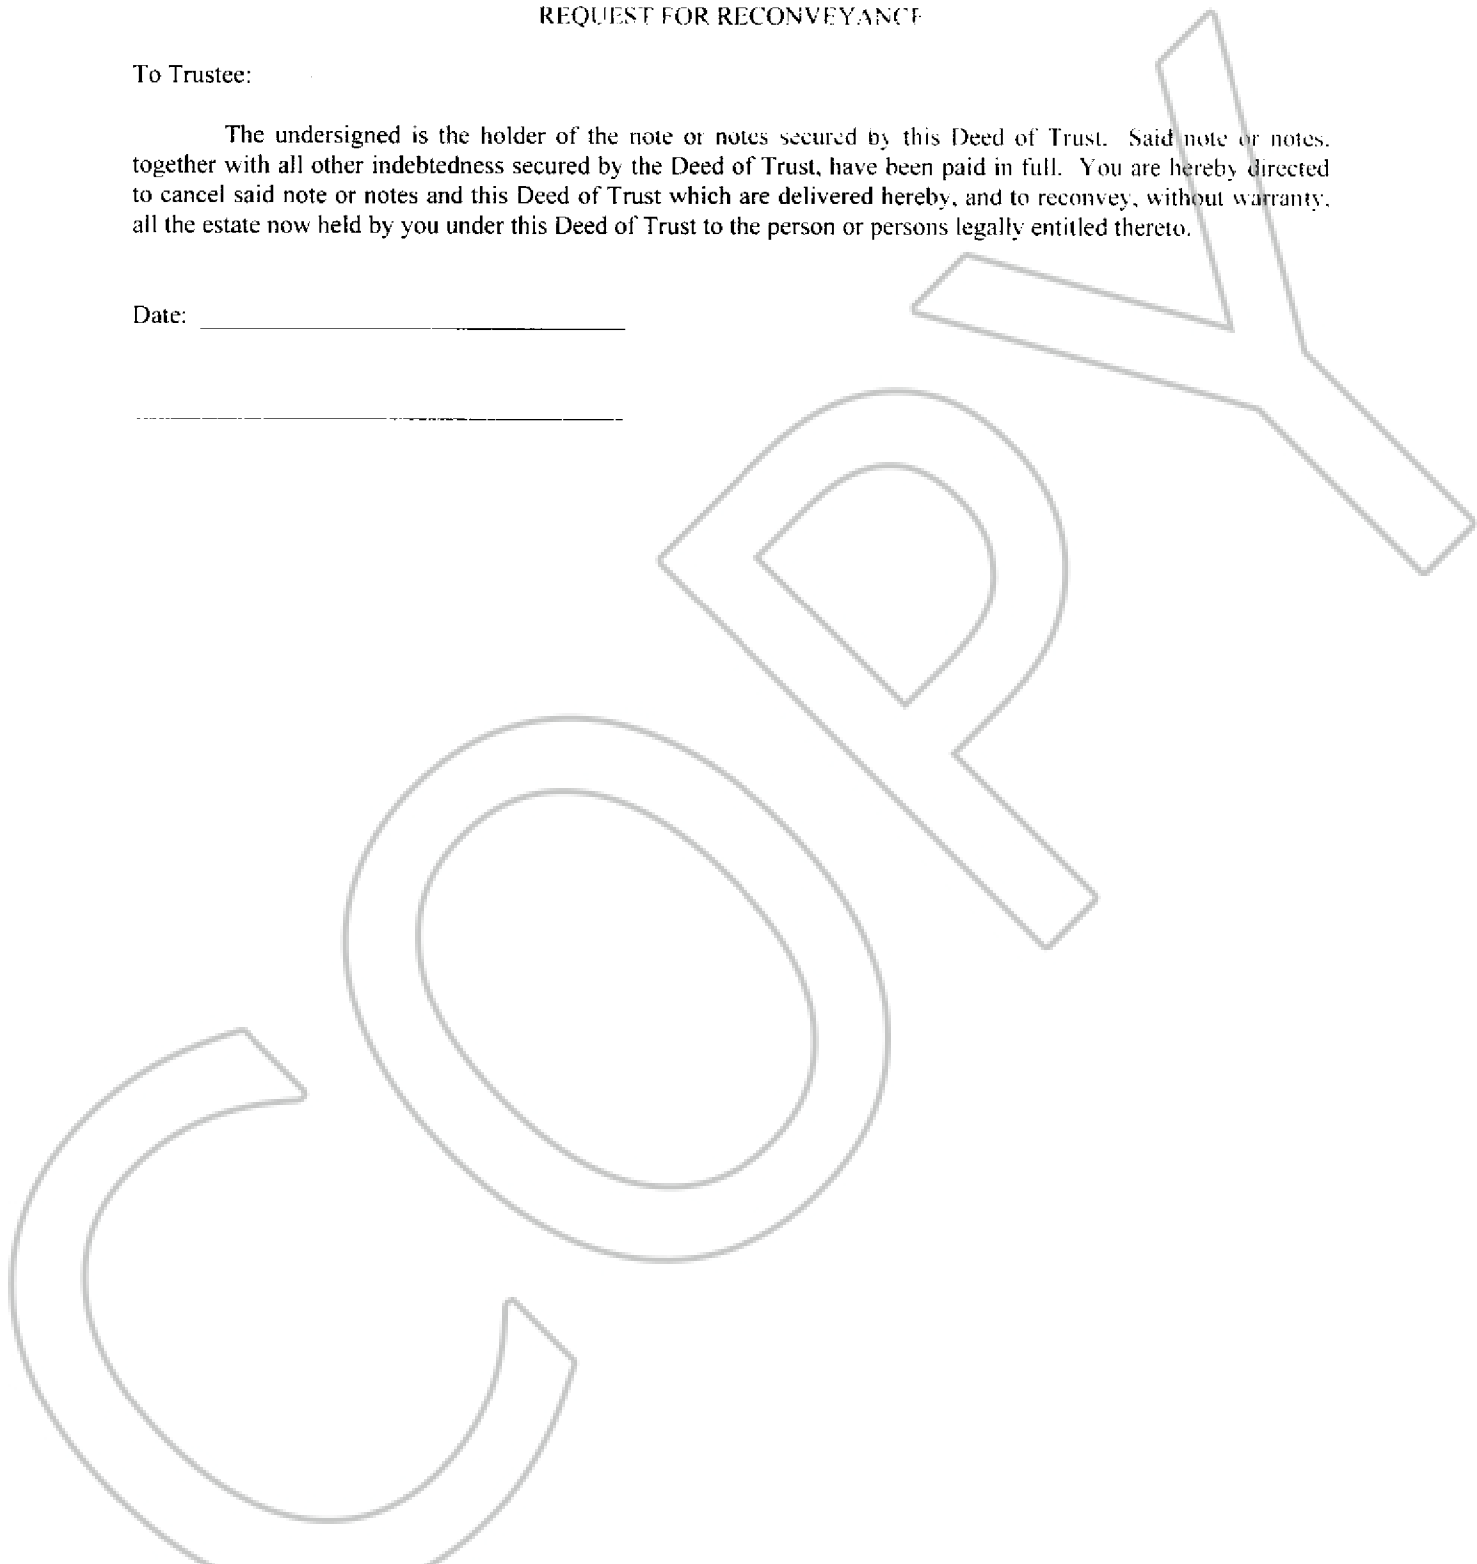 REQUEST FOR RECONVEYANCE
To Trustee:
The undersigned is the holder of the note or notes secured by this Deed of Trust. Said note or notes,
together with all other indebtedness secured by the Deed of Trust, have been paid in full. You are hereby directed
to cancel said note or notes and this Deed of Trust which are delivered hereby, and to reconvey, without warranty,
all the estate now held by you under this Deed of Trust to the person or persons legally entitled thereto.
Date:
COPY